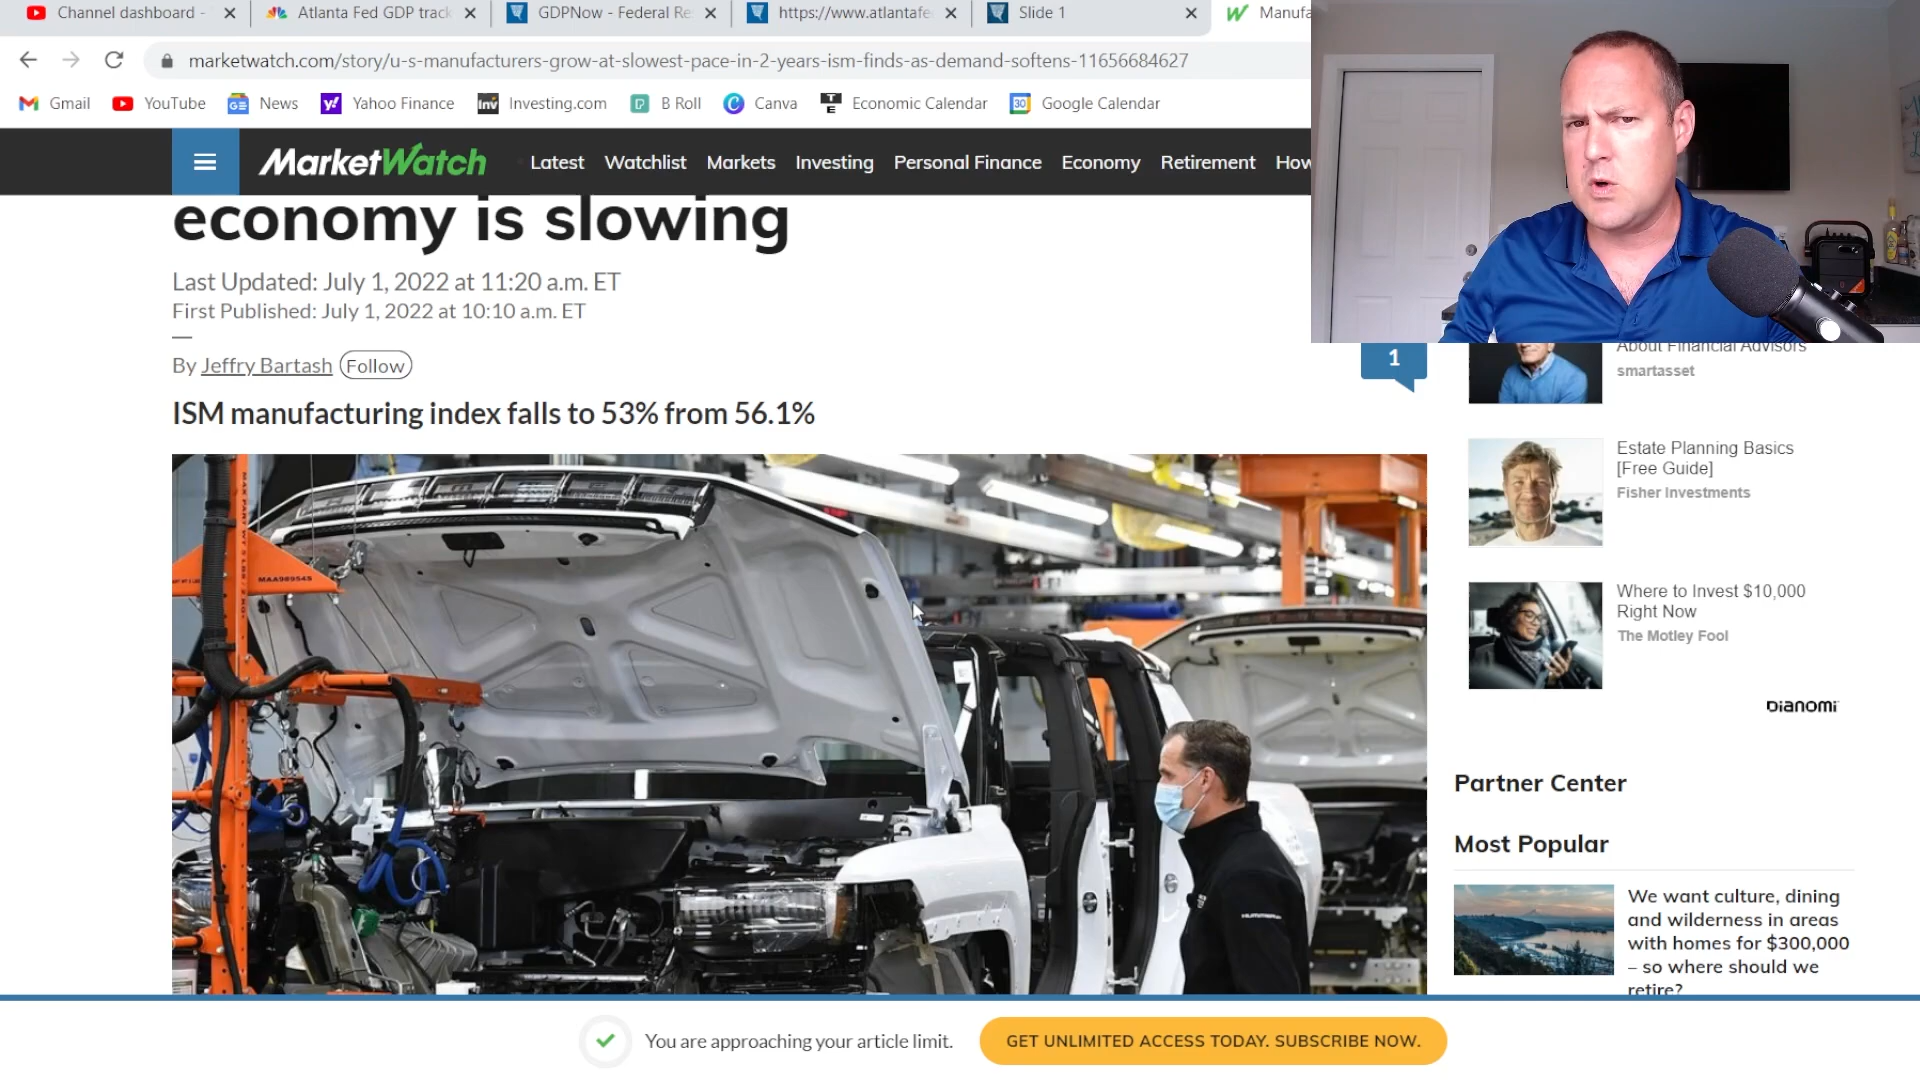 Channel dashboard -
Atlanta Fed GDP track
GDPNow - Federal Re
https://www.atlantafe
Slide 1
Manufa
marketwatch.com/story/u-s-manufacturers-grow-at-slowest-pace-in-2-years-ism-finds-as-demand-softens-11656684627
Gmail
YouTube
News
Yahoo Finance
Investing.com
B Roll
Canva
Economic Calendar
Google Calendar
MarketWatch
Latest
Watchlist
Markets
Investing
Personal Finance
Economy
Retirement
How
economy is slowing
Last Updated: July 1, 2022 at 11:20 a.m. ET
First Published: July 1, 2022 at 10:10 a.m. ET
By Jeffry Bartash Follow
1
ISM manufacturing index falls to 53% from 56.1%
MAA989545
HUMMER
About Financial Advisors
smartasset
Estate Planning Basics
[Free Guide]
Fisher Investments
Where to Invest $10,000
Right Now
The Motley Fool
DIANOMI
Partner Center
Most Popular
We want culture, dining
and wilderness in areas
with homes for $300,000
– so where should we
retire?
You are approaching your article limit.
GET UNLIMITED ACCESS TODAY. SUBSCRIBE NOW.